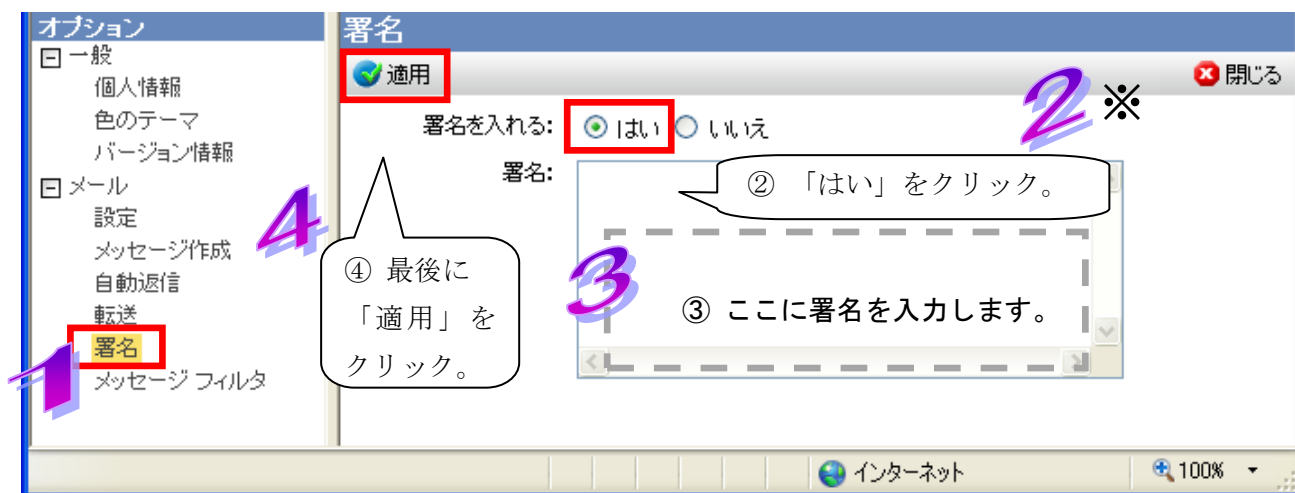 オプション
一般
個人情報
色のテーマ
バージョン情報
メール
設定
メッセージ作成
自動返信
転送
署名
メッセージ フィルタ
1
4
署名
適用
閉じる
2
※
署名を入れる: はい いいえ
署名:
② 「はい」をクリック。
④ 最後に
「適用」を
クリック。
3
③ ここに署名を入力します。
インターネット
100%